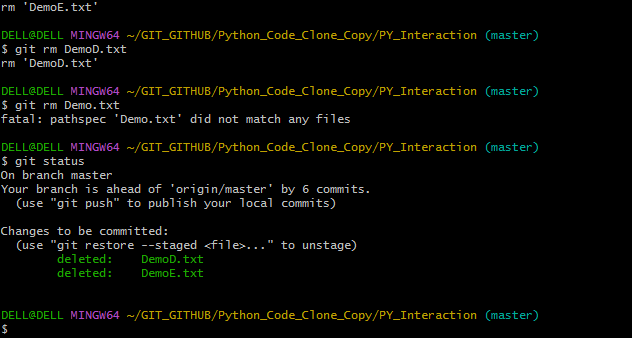 rm 'DemoE.txt'
DELL@DELL MINGW64 ~/GIT_GITHUB/Python_Code_Clone_Copy/PY_Interaction (master)
$ git rm DemoD.txt
rm 'DemoD.txt'
DELL@DELL MINGW64 ~/GIT_GITHUB/Python_Code_Clone_Copy/PY_Interaction (master)
$ git rm Demo.txt
fatal: pathspec 'Demo.txt' did not match any files
DELL@DELL MINGW64 ~/GIT_GITHUB/Python_Code_Clone_Copy/PY_Interaction (master)
$ git status
On branch master
Your branch is ahead of 'origin/master' by 6 commits.
  (use "git push" to publish your local commits)
Changes to be committed:
  (use "git restore --staged <file>..." to unstage)
        deleted:    DemoD.txt
        deleted:    DemoE.txt
DELL@DELL MINGW64 ~/GIT_GITHUB/Python_Code_Clone_Copy/PY_Interaction (master)
$